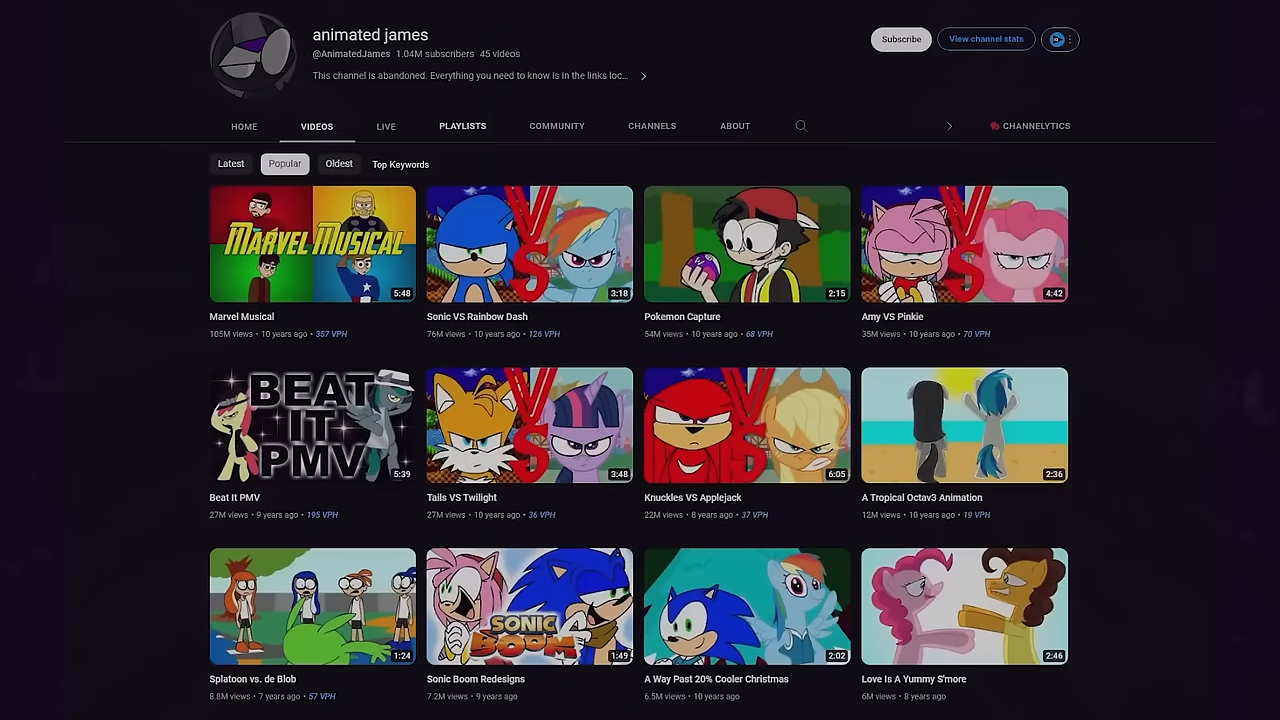 animated james
@AnimatedJames 1.04M subscribers 45 videos
This channel is abandoned. Everything you need to know is in the links loc...
Subscribe
View channel stats
HOME VIDEOS LIVE PLAYLISTS COMMUNITY CHANNELS ABOUT CHANNELYTICS
Latest Popular Oldest Top Keywords
MARVEL MUSICAL
5:48
VS
3:18
2:15
VS
4:42
Marvel Musical
105M views • 10 years ago • 357 VPH
Sonic VS Rainbow Dash
76M views • 10 years ago • 126 VPH
Pokemon Capture
54M views • 10 years ago • 68 VPH
Amy VS Pinkie
35M views • 10 years ago • 70 VPH
BEAT
IT
PMV
5:39
VS
3:48
VS
6:05
2:36
Beat It PMV
27M views • 9 years ago • 195 VPH
Tails VS Twilight
27M views • 10 years ago • 36 VPH
Knuckles VS Applejack
22M views • 8 years ago • 37 VPH
A Tropical Octav3 Animation
12M views • 10 years ago • 19 VPH
1:24
SONIC
BOOM
1:49
2:02
2:46
Splatoon vs. de Blob
8.8M views • 7 years ago • 57 VPH
Sonic Boom Redesigns
7.2M views • 9 years ago
A Way Past 20% Cooler Christmas
6.5M views • 10 years ago
Love Is A Yummy S'more
6M views • 8 years ago